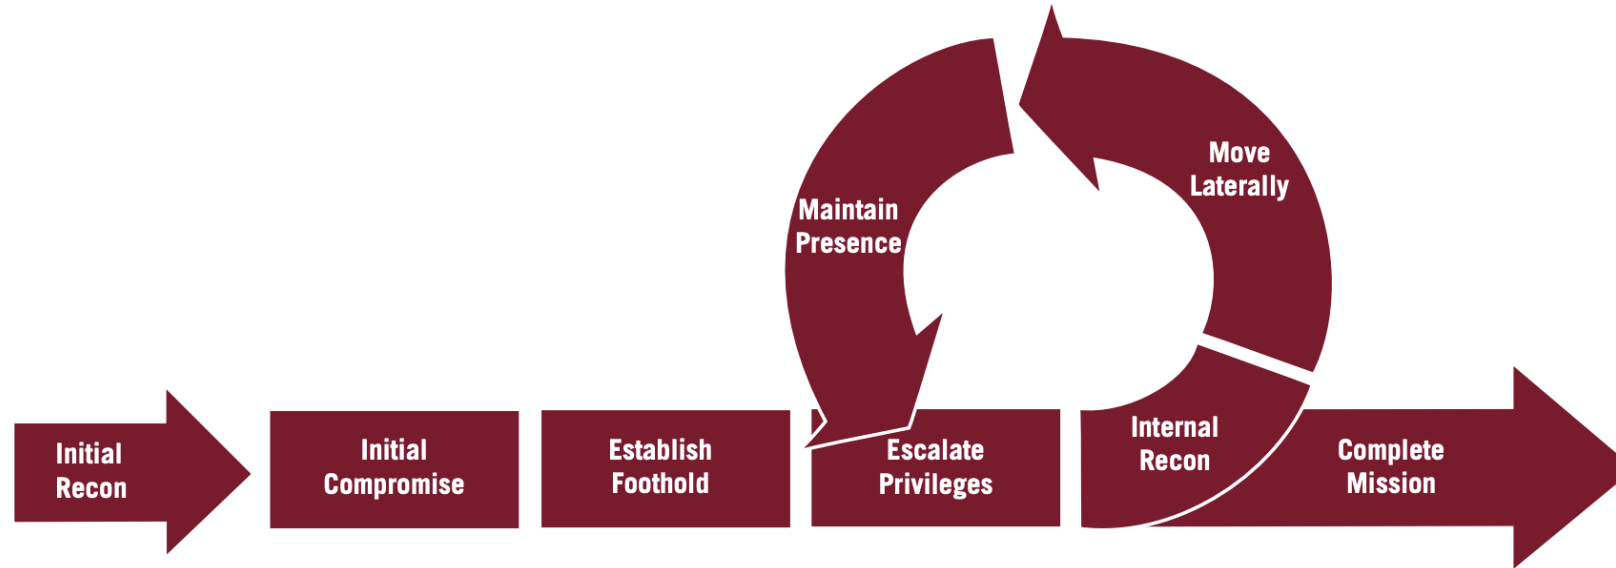 Initial
Recon
Initial
Compromise
Establish
Foothold
Escalate
Privileges
Internal
Recon
Move
Laterally
Maintain
Presence
Complete
Mission